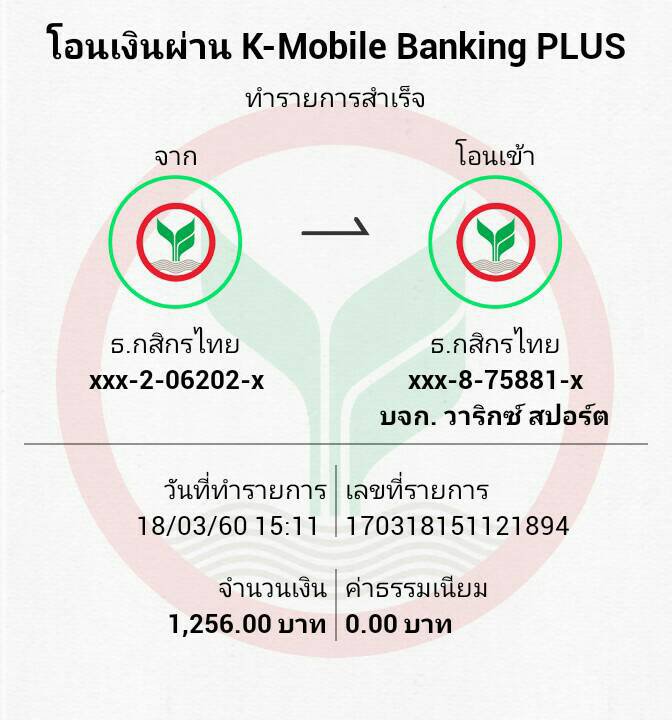 โอนเงินผ่าน K-Mobile Banking PLUS
ทำรายการสำเร็จ
จาก
โอนเข้า
ธ.กสิกรไทย
xxx-2-06202-x
ธ.กสิกรไทย
xxx-8-75881-x
บจก. วาริกซ์ สปอร์ต
วันที่ทำรายการ
18/03/60 15:11
เลขที่รายการ
170318151121894
จำนวนเงิน
1,256.00 บาท
ค่าธรรมเนียม
0.00 บาท